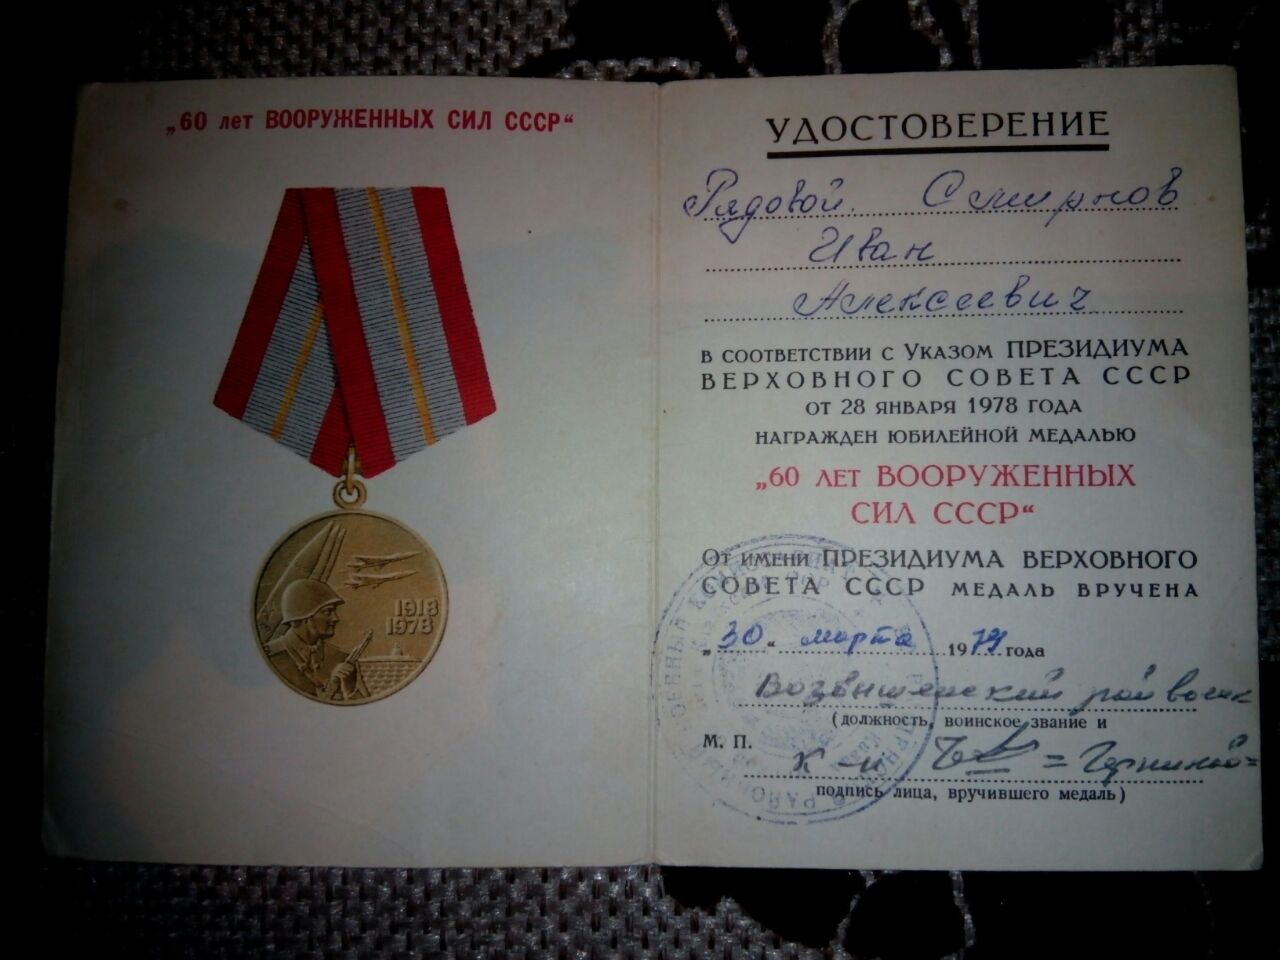 „60 лет ВООРУЖЕННЫХ СИЛ СССР“
1918
1978
УДОСТОВЕРЕНИЕ
Рядовой Смирнов
Иван
Алексеевич
В СООТВЕТСТВИИ С УКАЗОМ ПРЕЗИДИУМА
ВЕРХОВНОГО СОВЕТА СССР
ОТ 28 ЯНВАРЯ 1978 ГОДА
НАГРАЖДЕН ЮБИЛЕЙНОЙ МЕДАЛЬЮ
„60 ЛЕТ ВООРУЖЕННЫХ
СИЛ СССР“
ОТ ИМЕНИ ПРЕЗИДИУМА ВЕРХОВНОГО
СОВЕТА СССР МЕДАЛЬ ВРУЧЕНА
„30“ марта 1979 года
райвоен
(должность, воинское звание и
М. П.
подпись лица, вручившего медаль)